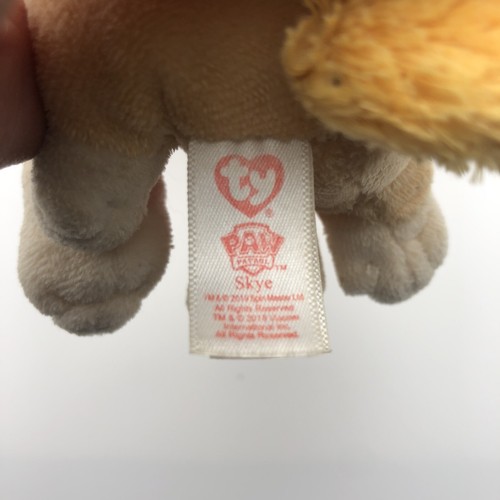 ty
®
PAW
PATROL
TM
Skye
TM & © 2019 Spin Master Ltd
All Rights Reserved
TM & © 2019 Viacom
International Inc.
All Rights Reserved.